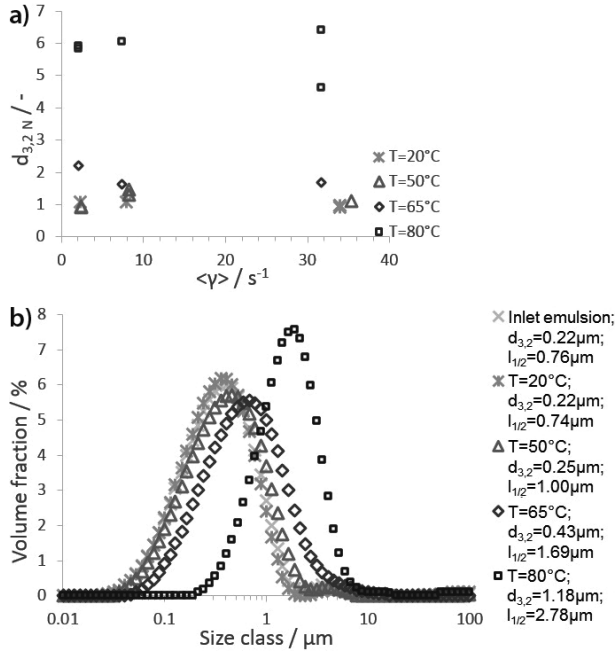 a)
7
6
5
4
3
2
1
0
d3,2 N / -
0 10 20 30 40
<γ> / s-1
T=20°C
T=50°C
T=65°C
T=80°C
b)
8
7
6
5
4
3
2
1
0
Volume fraction / %
0.01 0.1 1 10 100
Size class / µm
Inlet emulsion;
d3,2=0.22µm;
l1/2=0.76µm
T=20°C;
d3,2=0.22µm;
l1/2=0.74µm
T=50°C;
d3,2=0.25µm;
l1/2=1.00µm
T=65°C;
d3,2=0.43µm;
l1/2=1.69µm
T=80°C;
d3,2=1.18µm;
l1/2=2.78µm